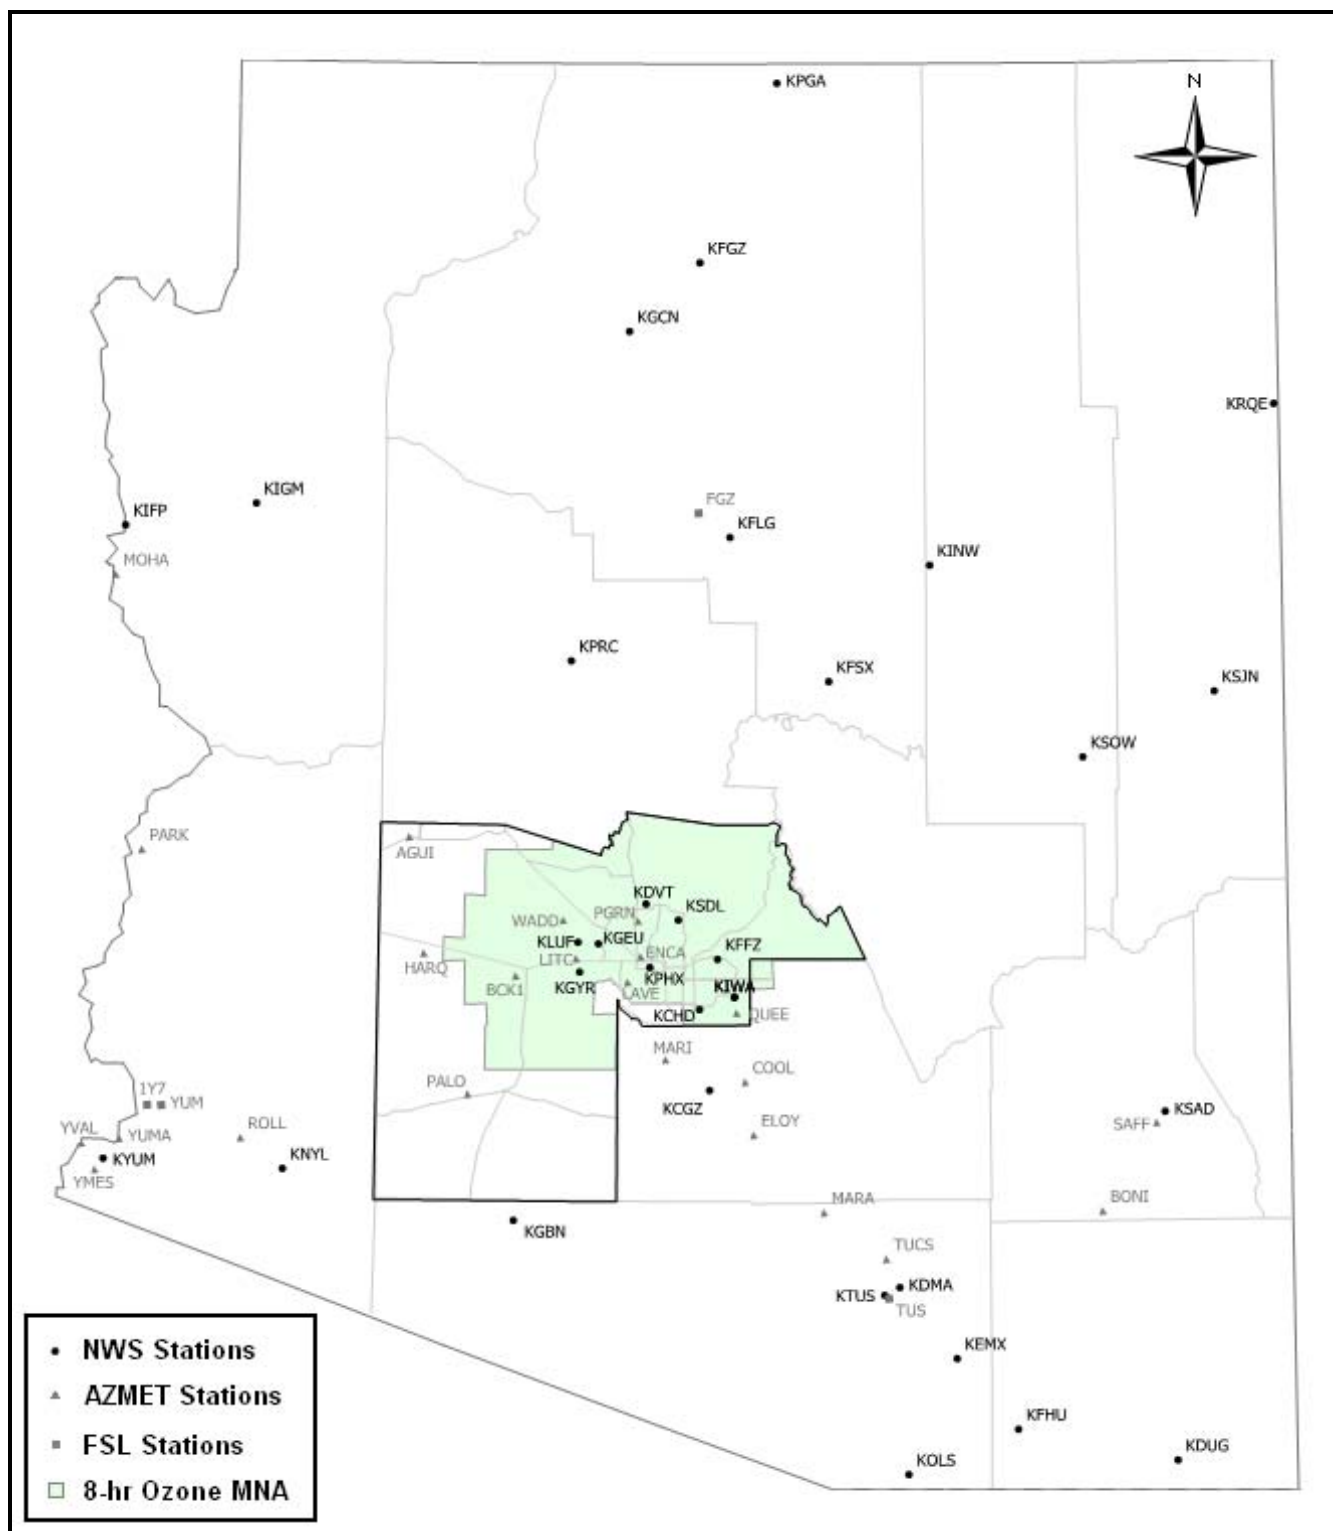 N
KPGA
KFGZ
KGCN
KRQE
KIGM
KIFP
FGZ
KFLG
MOHA
KINW
KPRC
KFSX
KSJN
KSOW
PARK
AGUI
KDVT
KSDL
WADD
PGRN
KLUF
KGEU
KFFZ
ENCA
LITC
HARQ
KPHX
KGYR
BCK1
LAVE
KIWA
KCHD
QUEE
MARI
COOL
PALO
KCGZ
1Y7
YUM
ELOY
KSAD
SAFF
YVAL
YUMA
ROLL
KYUM
KNYL
YMES
MARA
BONI
KGBN
TUCS
KDMA
KTUS
TUS
KEMX
KFHU
KDUG
KOLS
NWS Stations
AZMET Stations
FSL Stations
8-hr Ozone MNA